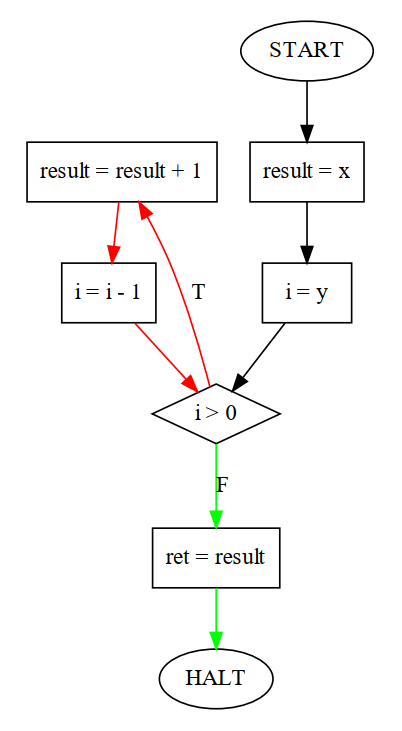 START
result = result + 1
result = x
i = i - 1
T
i = y
i > 0
F
ret = result
HALT